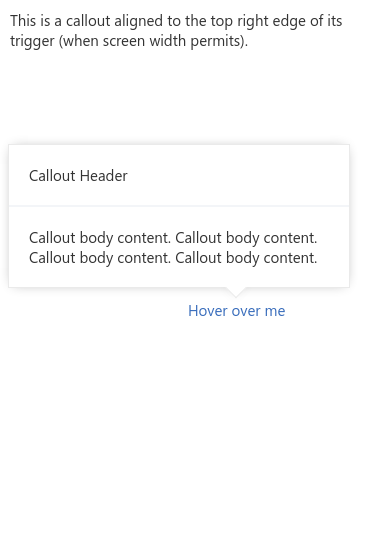 This is a callout aligned to the top right edge of its
trigger (when screen width permits).
Callout Header
Callout body content. Callout body content.
Callout body content. Callout body content.
Hover over me